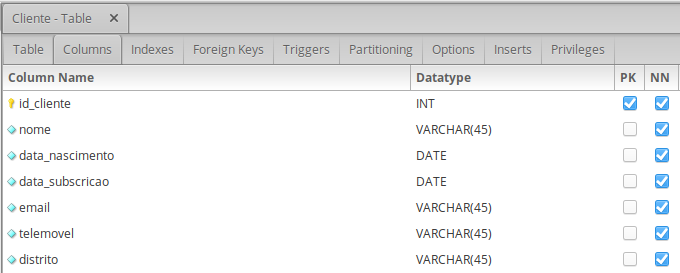 Cliente - Table ×
Table Columns Indexes Foreign Keys Triggers Partitioning Options Inserts Privileges
Column Name Datatype PK NN
id_cliente INT
nome VARCHAR(45)
data_nascimento DATE
data_subscricao DATE
email VARCHAR(45)
telemovel VARCHAR(45)
distrito VARCHAR(45)